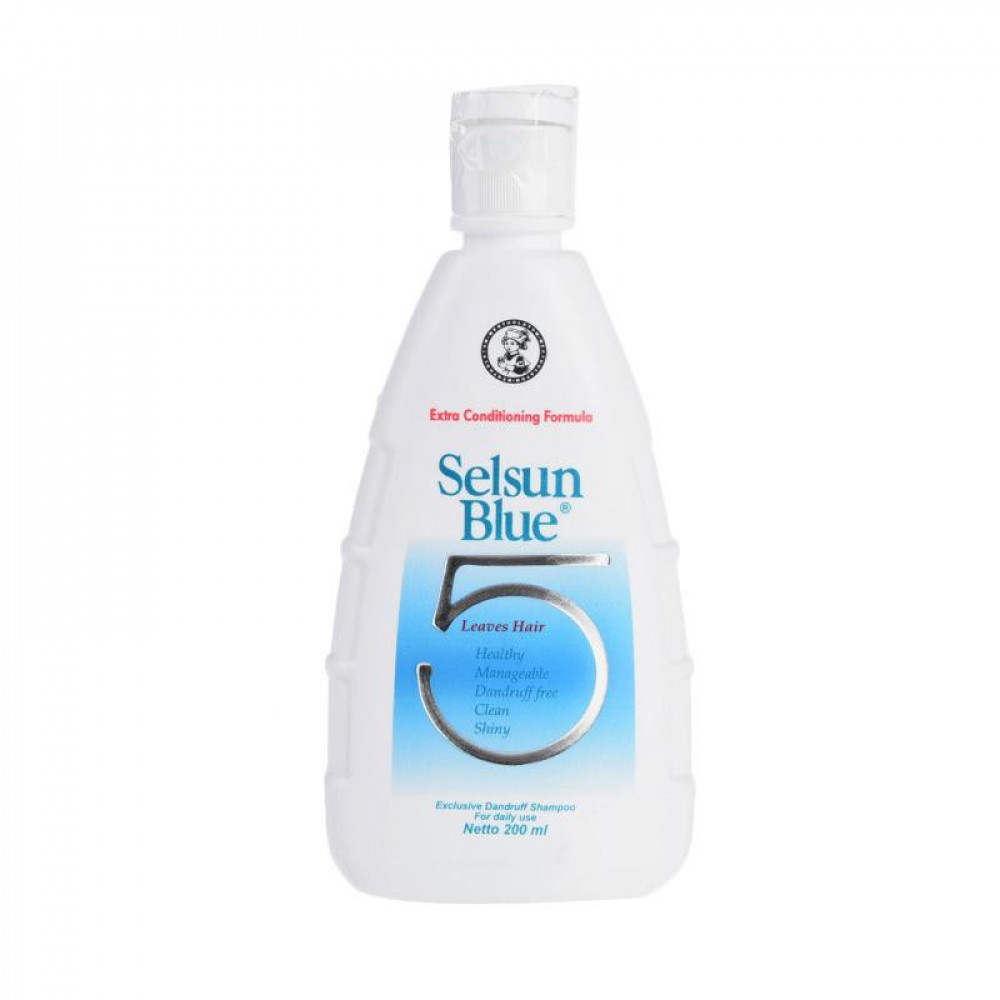 Extra Conditioning Formula
Selsun
Blue®
5
Leaves Hair
Healthy
Manageable
Dandruff free
Clean
Shiny
Exclusive Dandruff Shampoo
For daily use
Netto 200 ml